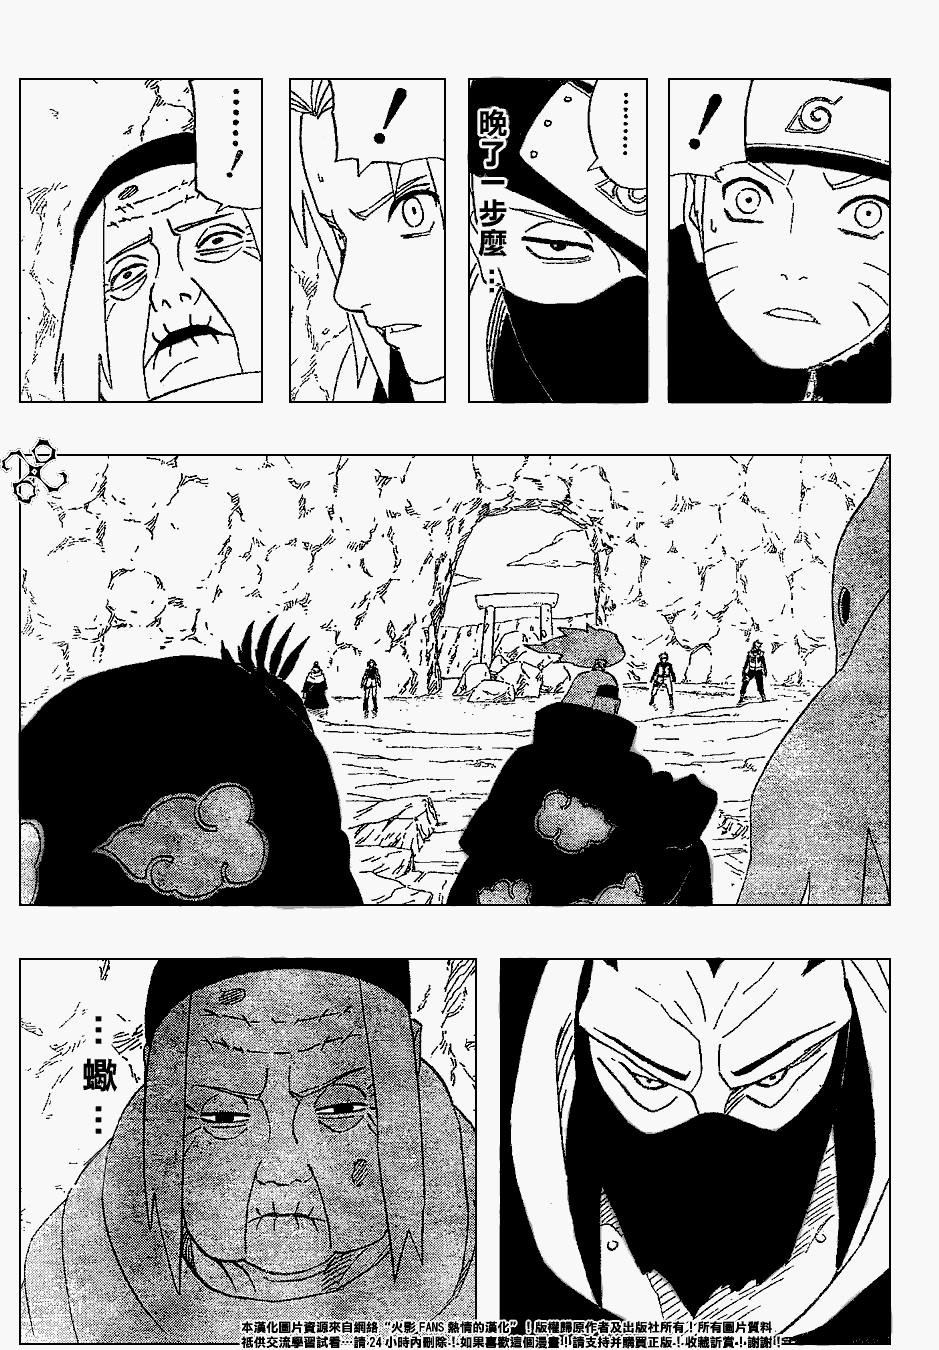 ！
……
晚了一步麼…
！
……！
…蠍…
本漢化圖片資源來自網絡“火影FANS熱情的漢化”！版權歸原作者及出版社所有！所有圖片資料
祗供交流學習試看…請24小時內刪除！如果喜歡這個漫畫！請支持并購買正版！收藏訢賞！謝謝！